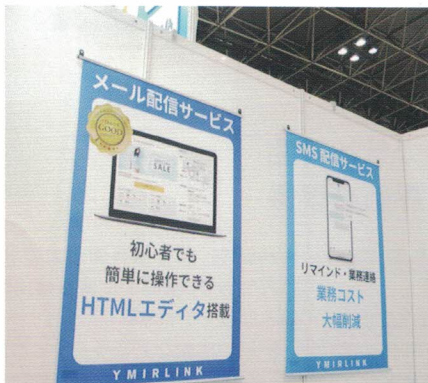 メール配信サービス
GOOD
SALE
初心者でも
簡単に操作できる
HTMLエディタ搭載
YMIRLINK
SMS配信サービス
リマインド・業務連絡
業務コスト
大幅削減
YMIRLINK